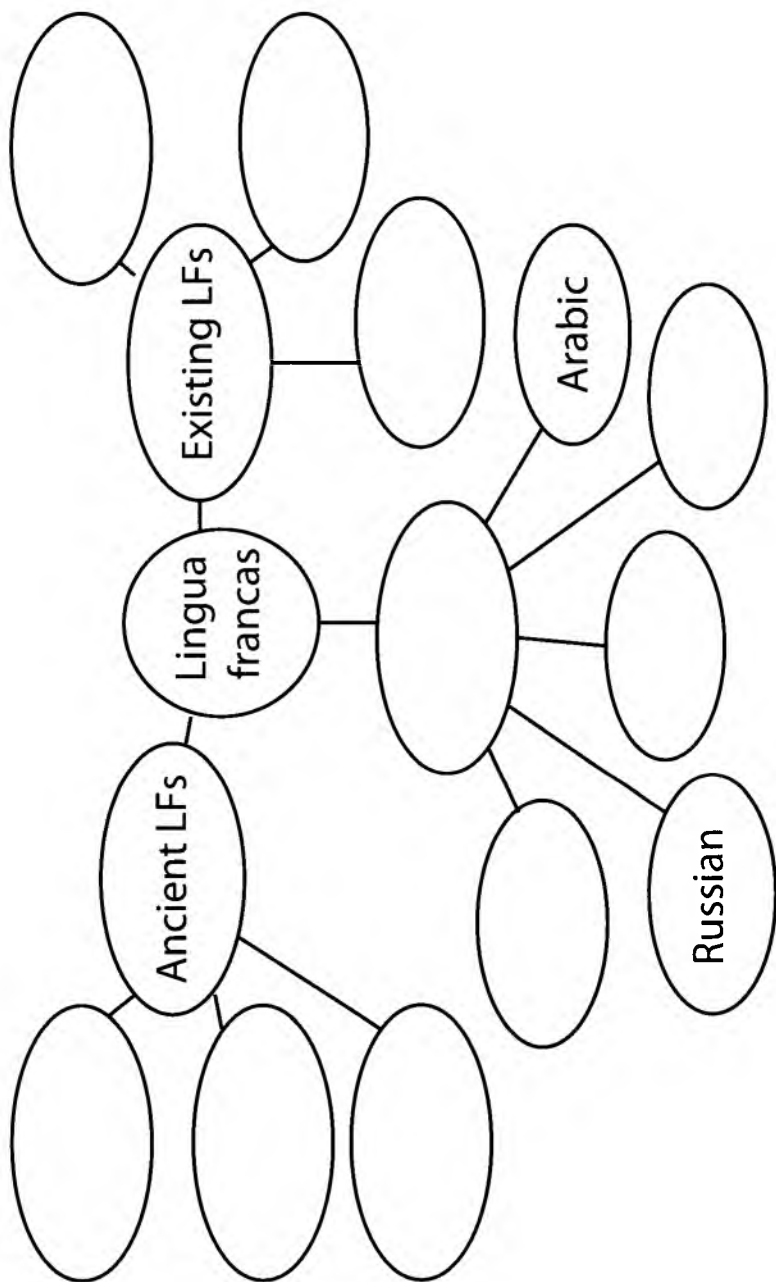 Ancient LFs
Lingua
francas
Existing LFs
Russian
Arabic